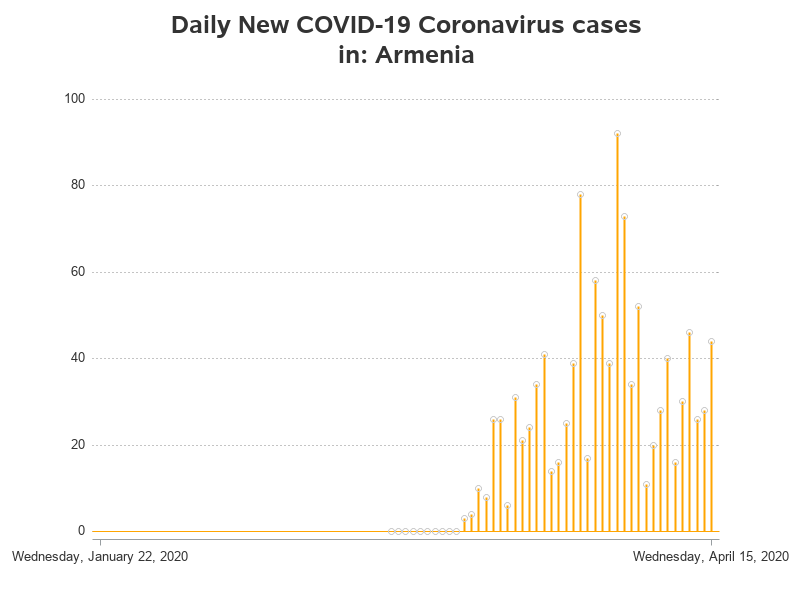 Daily New COVID-19 Coronavirus cases
in: Armenia
100
80
60
40
20
0
Wednesday, January 22, 2020
Wednesday, April 15, 2020